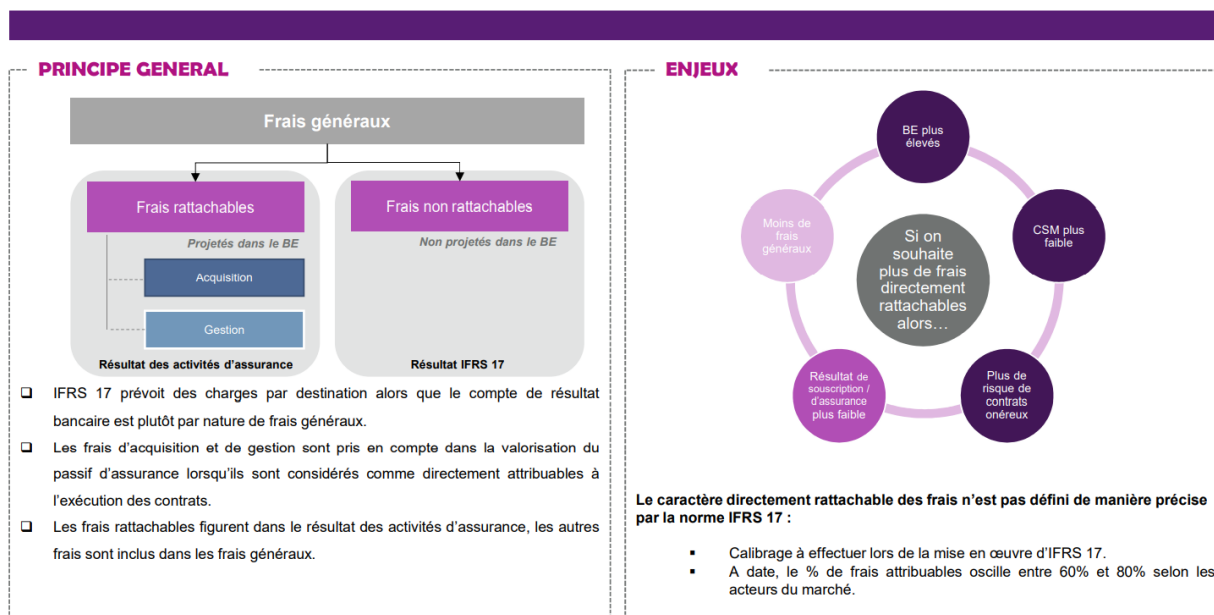 PRINCIPE GENERAL
Frais généraux
Frais rattachables
Projetés dans le BE
Acquisition
Gestion
Résultat des activités d'assurance
Frais non rattachables
Non projetés dans le BE
Résultat IFRS 17
❑ IFRS 17 prévoit des charges par destination alors que le compte de résultat
bancaire est plutôt par nature de frais généraux.
❑ Les frais d'acquisition et de gestion sont pris en compte dans la valorisation du
passif d'assurance lorsqu'ils sont considérés comme directement attribuables à
l'exécution des contrats.
❑ Les frais rattachables figurent dans le résultat des activités d'assurance, les autres
frais sont inclus dans les frais généraux.
ENJEUX
BE plus
élevés
CSM plus
faible
Plus de
risque de
contrats
onéreux
Résultat de
souscription /
d'assurance
plus faible
Moins de
frais
généraux
Si on
souhaite
plus de frais
directement
rattachables
alors…
Le caractère directement rattachable des frais n'est pas défini de manière précise
par la norme IFRS 17 :
▪ Calibrage à effectuer lors de la mise en œuvre d'IFRS 17.
▪ A date, le % de frais attribuables oscille entre 60% et 80% selon les
acteurs du marché.